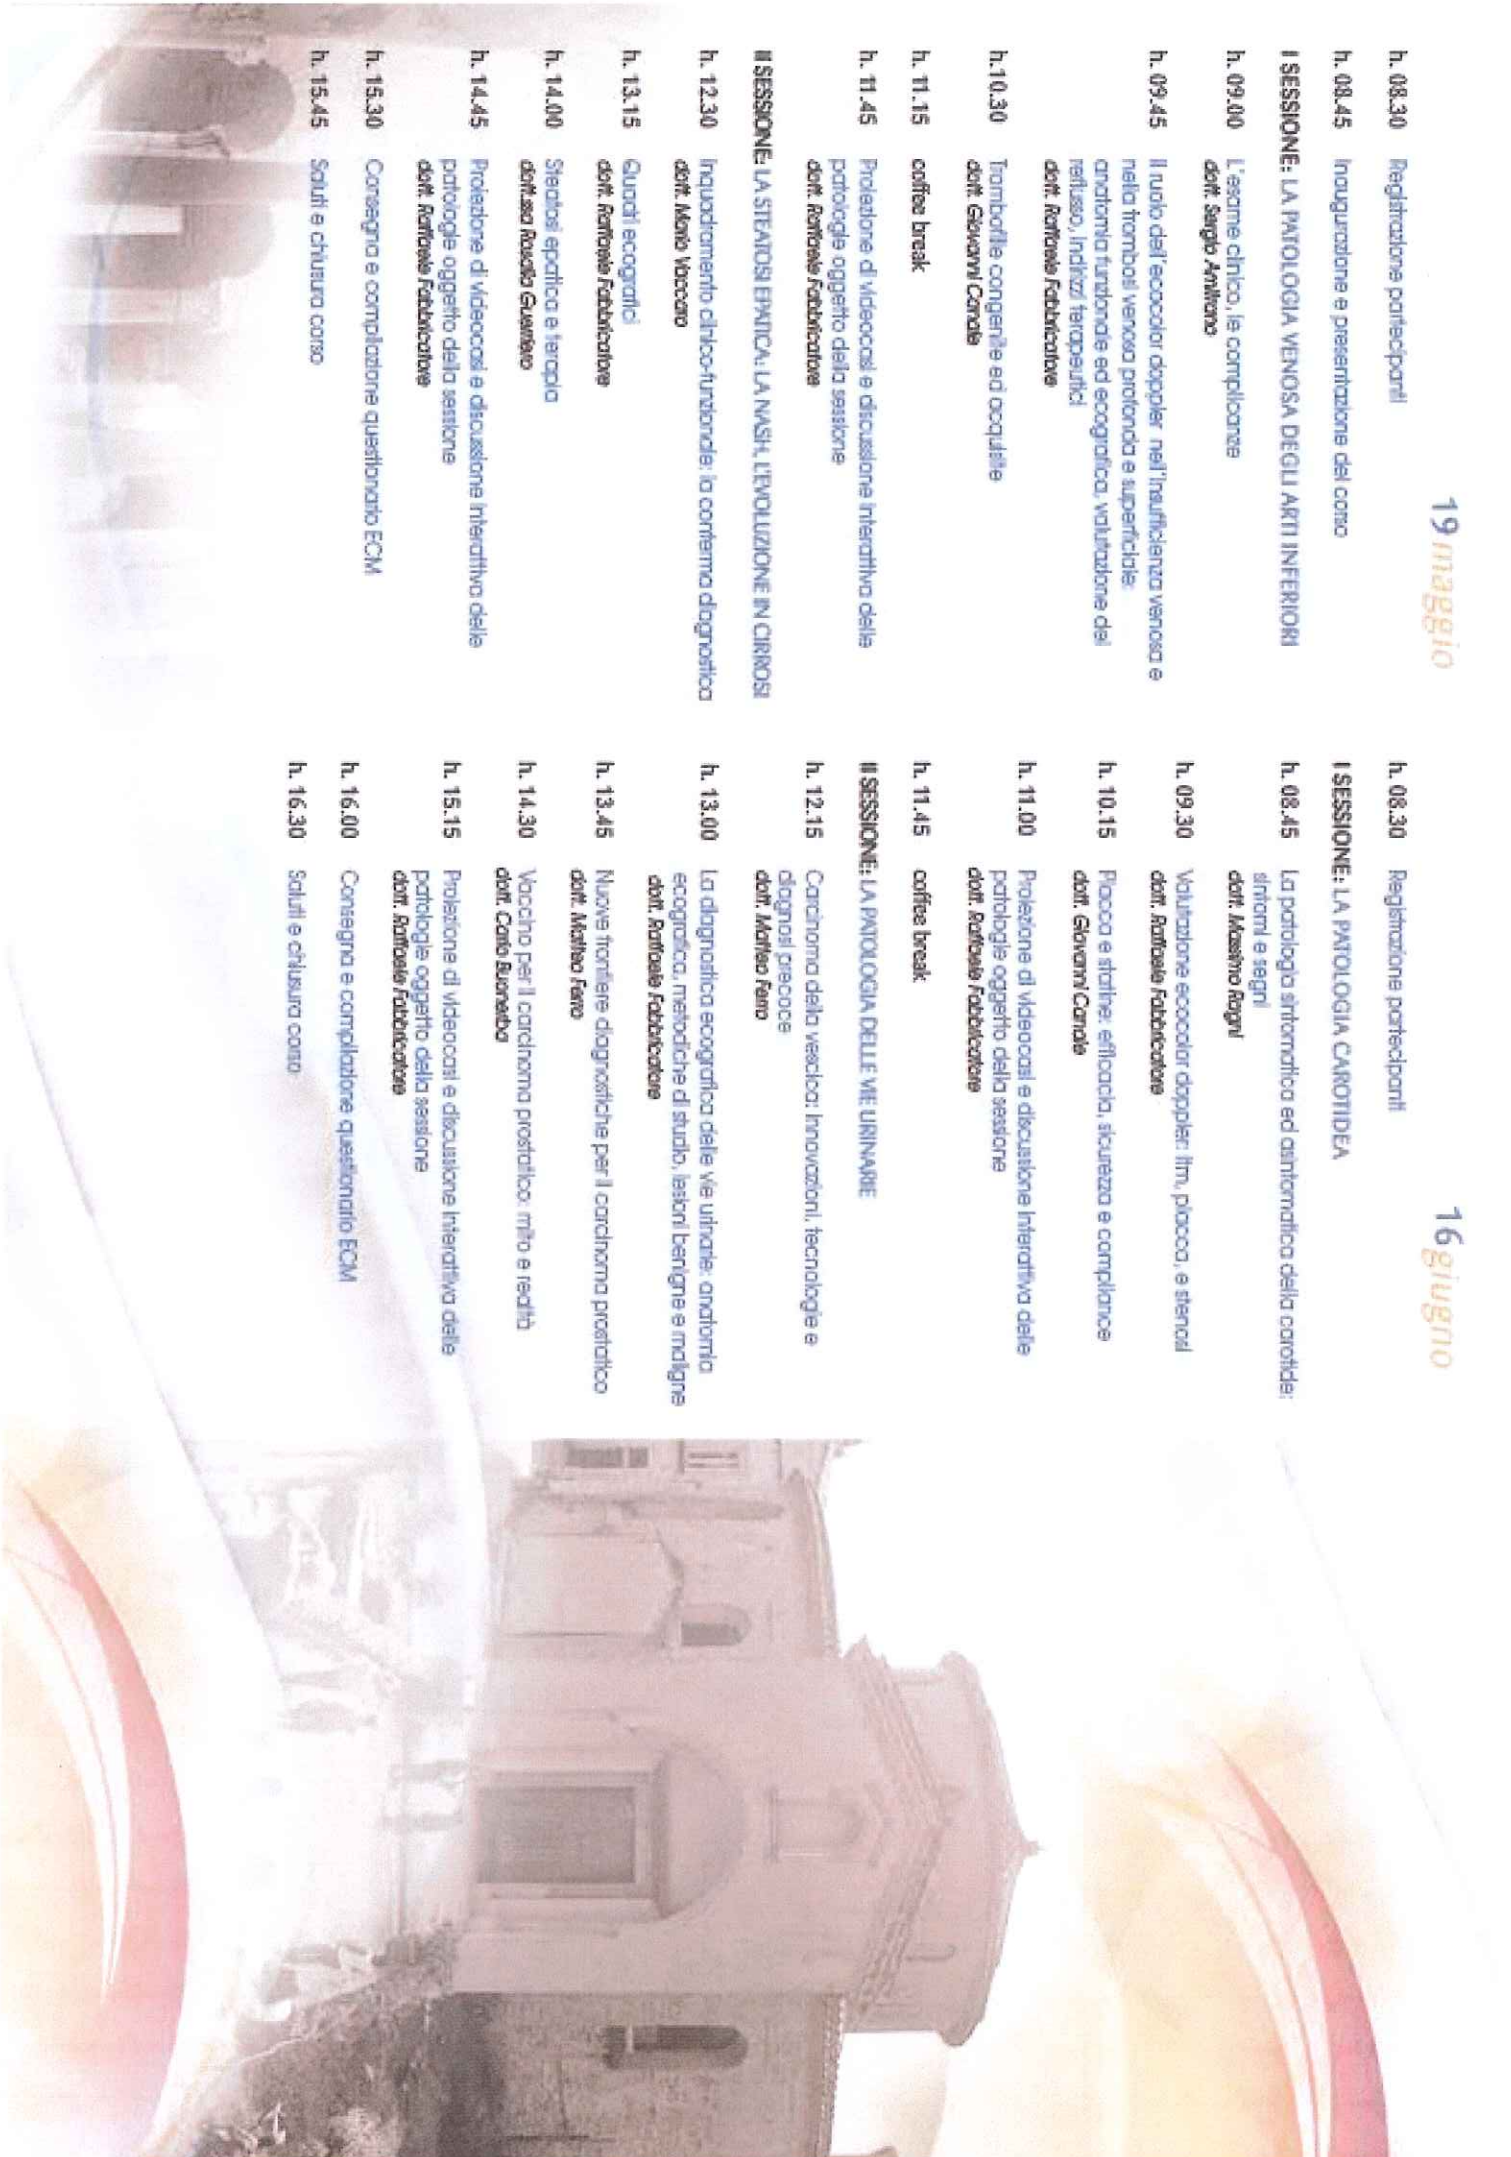 19 maggio
h. 08.30 Registrazione partecipanti
h. 08.45 Inaugurazione e presentazione del corso
I SESSIONE: LA PATOLOGIA VENOSA DEGLI ARTI INFERIORI
h. 09.00 L'esame clinico, le complicanze
dott. Sergio Amitrano
h. 09.45 Il ruolo dell'ecocolor doppler nell'insufficienza venosa e
nella trombosi venosa profonda e superficiale:
anatomia funzionale ed ecografica, valutazione del
reflusso, indirizzi terapeutici
dott. Raffaele Fabbricatore
h.10.30 Trombofilie congenite ed acquisite
dott. Giovanni Canale
h. 11.15 coffee break
h. 11.45 Proiezione di videocasi e discussione interattiva delle
patologie oggetto della sessione
dott. Raffaele Fabbricatore
II SESSIONE: LA STEATOSI EPATICA: LA NASH, L'EVOLUZIONE IN CIRROSI
h. 12.30 Inquadramento clinico-funzionale: la conferma diagnostica
dott. Mario Vaccaro
h. 13.15 Quadri ecografici
dott. Raffaele Fabbricatore
h. 14.00 Steatosi epatica e terapia
dott.ssa Rosalia Guerriero
h. 14.45 Proiezione di videocasi e discussione interattiva delle
patologie oggetto della sessione
dott. Raffaele Fabbricatore
h. 15.30 Consegna e compilazione questionario ECM
h. 15.45 Saluti e chiusura corso
16 giugno
h. 08.30 Registrazione partecipanti
I SESSIONE: LA PATOLOGIA CAROTIDEA
h. 08.45 La patologia sintomatica ed asintomatica della carotide:
sintomi e segni
dott. Massimo Ragni
h. 09.30 Valutazione ecocolor doppler: itm, placca, e stenosi
dott. Raffaele Fabbricatore
h. 10.15 Placca e statine: efficacia, sicurezza e compliance
dott. Giovanni Canale
h. 11.00 Proiezione di videocasi e discussione interattiva delle
patologie oggetto della sessione
dott. Raffaele Fabbricatore
h. 11.45 coffee break
II SESSIONE: LA PATOLOGIA DELLE VIE URINARIE
h. 12.15 Carcinoma della vescica: innovazioni, tecnologie e
diagnosi precoce
dott. Matteo Ferro
h. 13.00 La diagnostica ecografica delle vie urinarie: anatomia
ecografica, metodiche di studio, lesioni benigne e maligne
dott. Raffaele Fabbricatore
h. 13.45 Nuove frontiere diagnostiche per il carcinoma prostatico
dott. Matteo Ferro
h. 14.30 Vaccino per il carcinoma prostatico: mito e realtà
dott. Carlo Buonerba
h. 15.15 Proiezione di videocasi e discussione interattiva delle
patologie oggetto della sessione
dott. Raffaele Fabbricatore
h. 16.00 Consegna e compilazione questionario ECM
h. 16.30 Saluti e chiusura corso